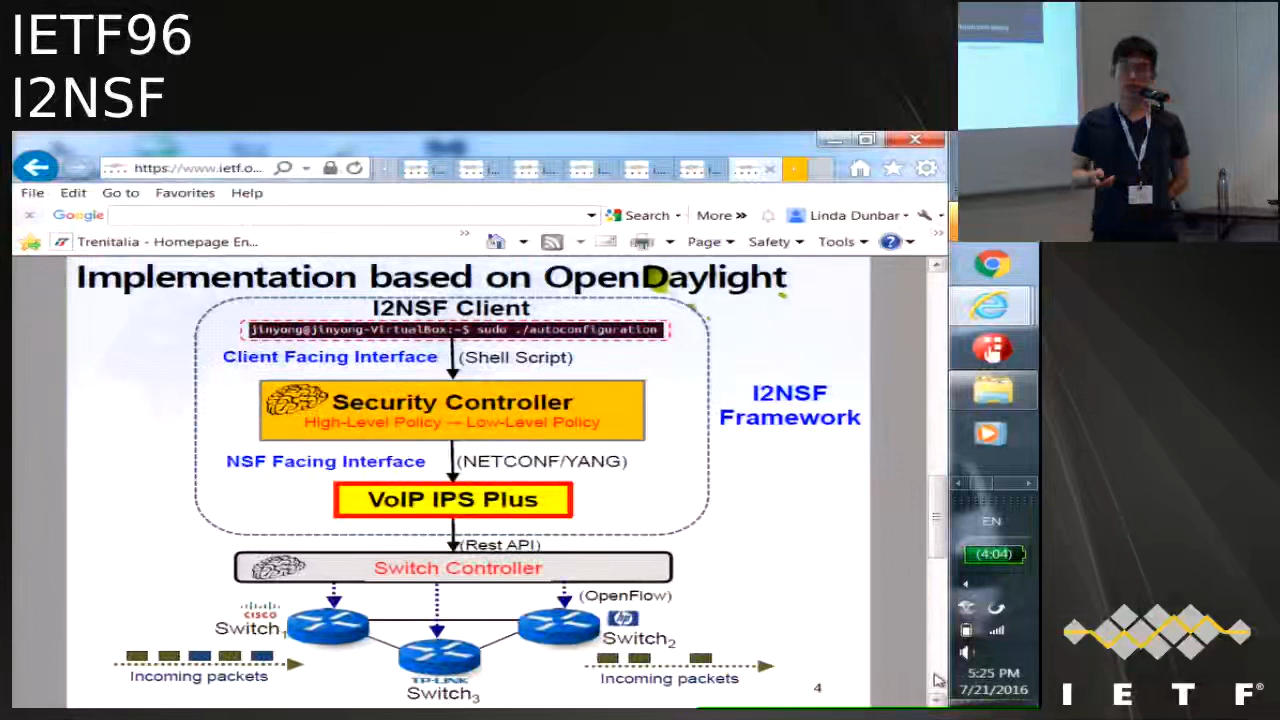 IETF96
I2NSF
https://www.ietf.o...
File Edit Go to Favorites Help
Google Search More » Linda Dunbar
Trenitalia - Homepage En... Page Safety Tools
Implementation based on OpenDaylight
I2NSF Client
jinyong@jinyong-VirtualBox:~$ sudo ./autoconfiguration
Client Facing Interface (Shell Script)
Security Controller
High-Level Policy → Low-Level Policy
I2NSF
Framework
NSF Facing Interface (NETCONF/YANG)
VoIP IPS Plus
(Rest API)
Switch Controller
(OpenFlow)
CISCO
Switch1
hp
Switch2
TP-LINK
Switch3
Incoming packets
Incoming packets
4
EN
(4:04)
5:25 PM
7/21/2016
IETF®